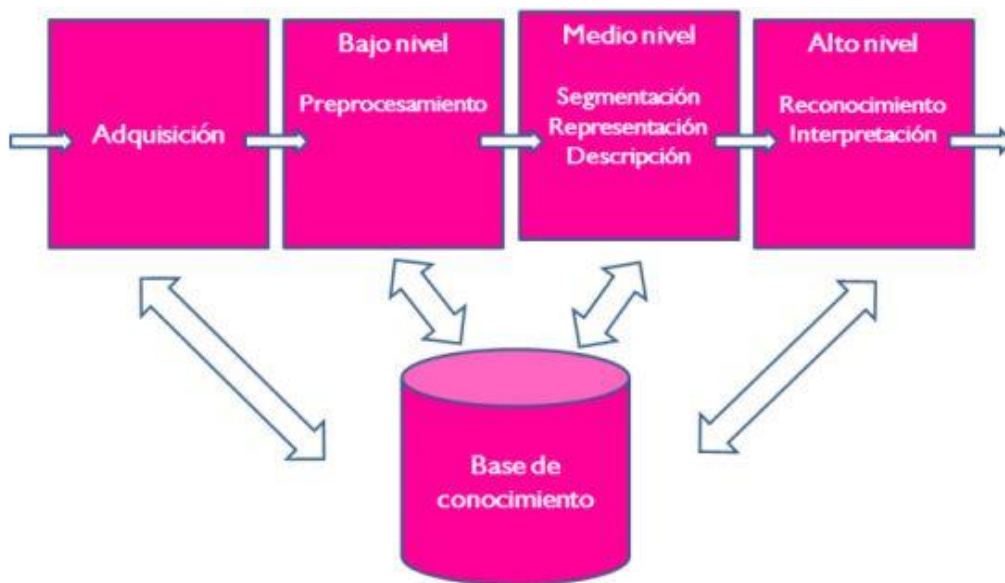 Adquisición
Bajo nivel
Preprocesamiento
Medio nivel
Segmentación
Representación
Descripción
Alto nivel
Reconocimiento
Interpretación
Base de
conocimiento